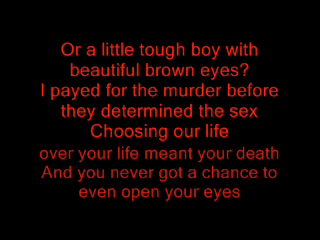 Or a little tough boy with
beautiful brown eyes?
I payed for the murder before
they determined the sex
Choosing our life
over your life meant your death
And you never got a chance to
even open your eyes